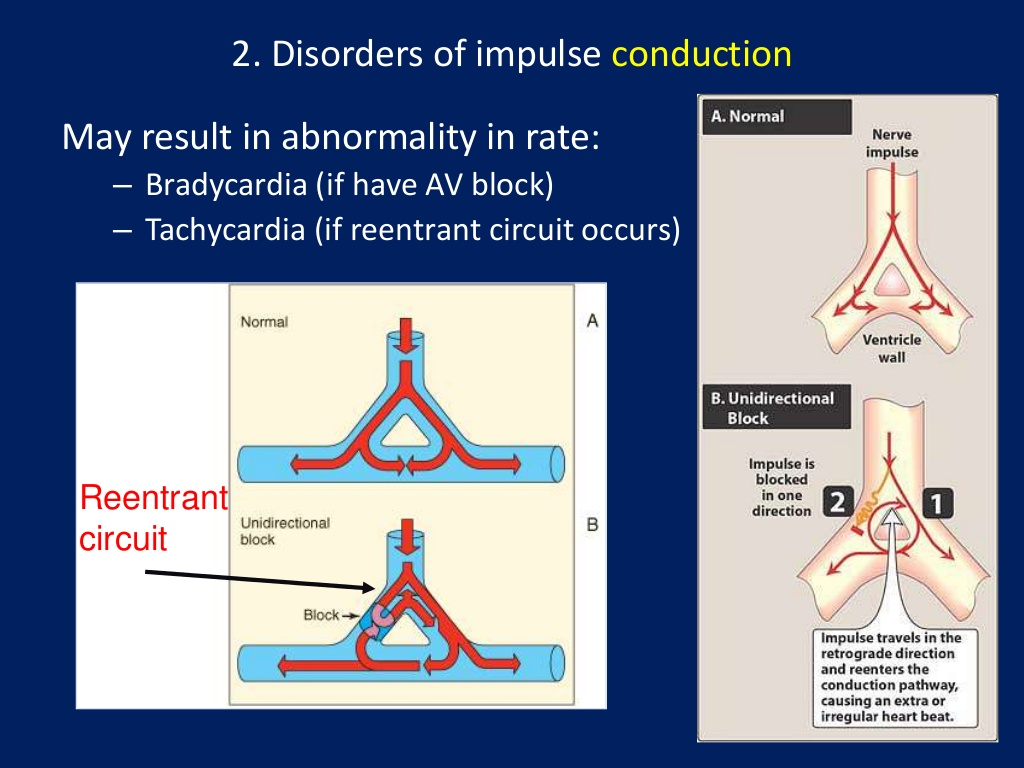 2. Disorders of impulse conduction
May result in abnormality in rate:
– Bradycardia (if have AV block)
– Tachycardia (if reentrant circuit occurs)
Normal
A
Reentrant
circuit
Unidirectional
block
B
Block
A. Normal
Nerve
impulse
Ventricle
wall
B. Unidirectional
Block
Impulse is
blocked
in one
direction
2
1
Impulse travels in the
retrograde direction
and reenters the
conduction pathway,
causing an extra or
irregular heart beat.